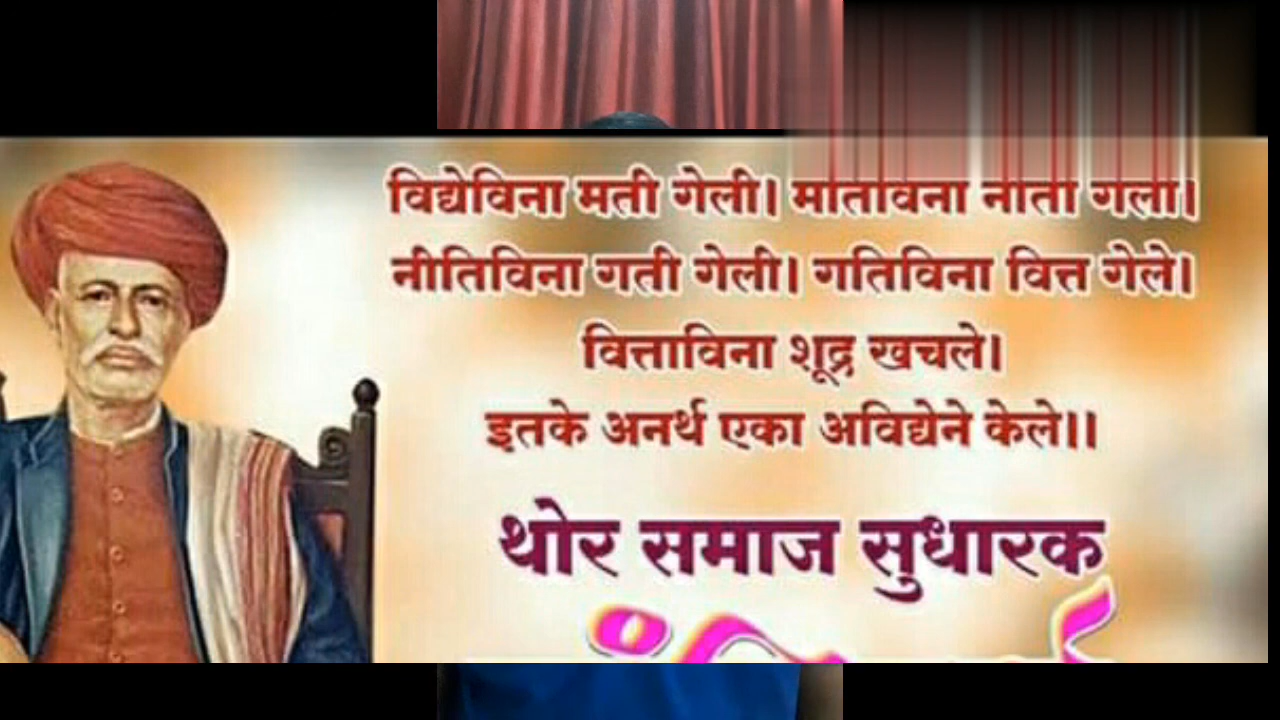 विद्येविना मती गेली। मतिविना नीती गेली।
नीतिविना गती गेली। गतिविना वित्त गेले।
वित्ताविना शूद्र खचले।
इतके अनर्थ एका अविद्येने केले।।
थोर समाज सुधारक